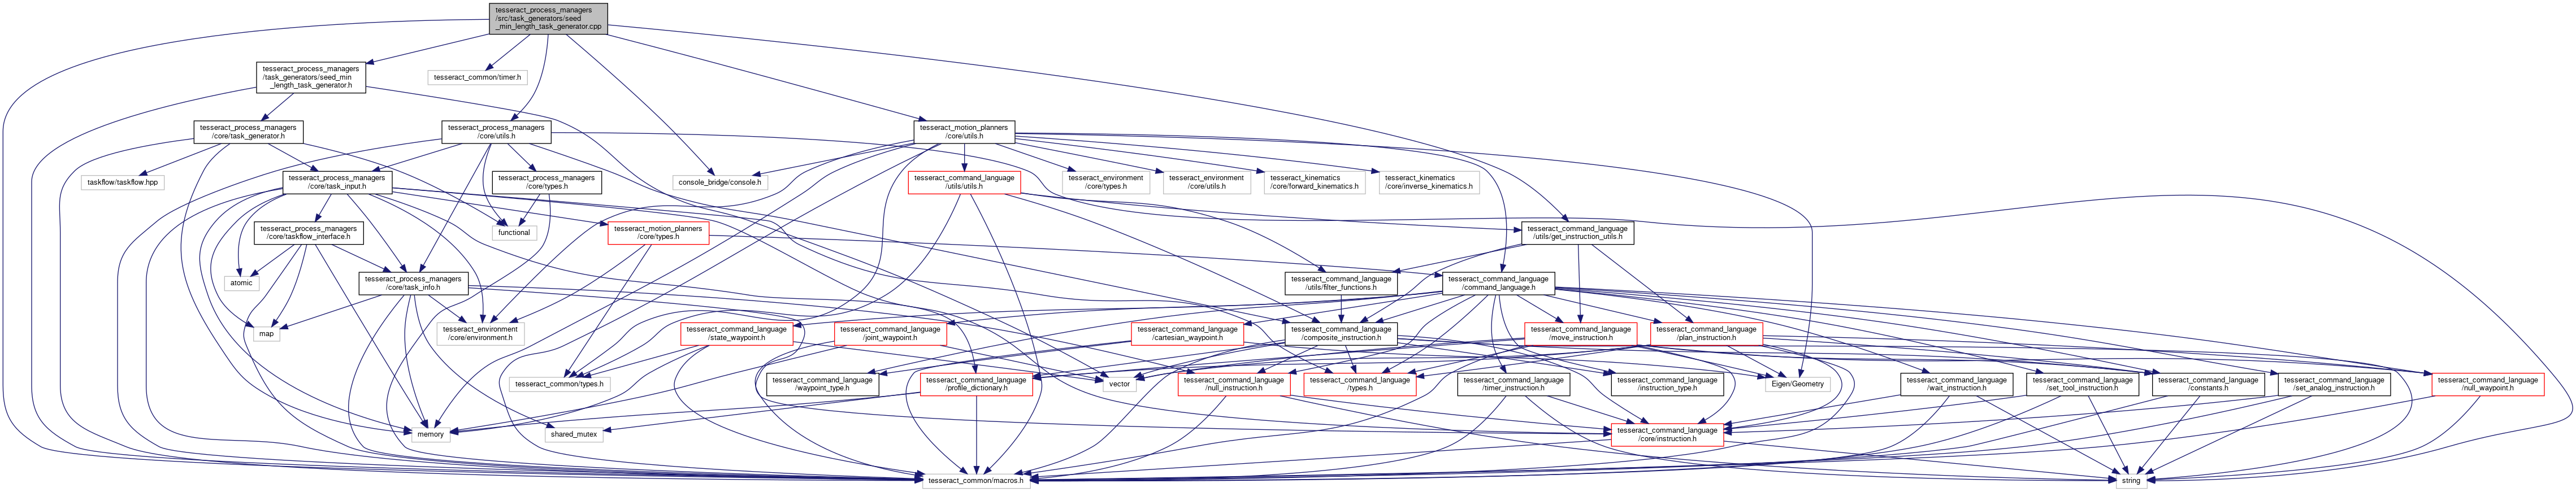 tesseract_process_managers
/src/task_generators/seed
_min_length_task_generator.cpp
tesseract_process_managers
/task_generators/seed_min
_length_task_generator.h
tesseract_common/timer.h
tesseract_process_managers
/core/task_generator.h
tesseract_process_managers
/core/utils.h
tesseract_motion_planners
/core/utils.h
taskflow/taskflow.hpp
tesseract_process_managers
/core/task_input.h
tesseract_process_managers
/core/types.h
console_bridge/console.h
tesseract_command_language
/utils/utils.h
tesseract_environment
/core/types.h
tesseract_environment
/core/utils.h
tesseract_kinematics
/core/forward_kinematics.h
tesseract_kinematics
/core/inverse_kinematics.h
tesseract_process_managers
/core/taskflow_interface.h
functional
tesseract_motion_planners
/core/types.h
tesseract_command_language
/utils/get_instruction_utils.h
atomic
tesseract_process_managers
/core/task_info.h
tesseract_command_language
/utils/filter_functions.h
tesseract_command_language
/command_language.h
map
tesseract_environment
/core/environment.h
tesseract_command_language
/state_waypoint.h
tesseract_command_language
/joint_waypoint.h
tesseract_command_language
/cartesian_waypoint.h
tesseract_command_language
/composite_instruction.h
tesseract_command_language
/move_instruction.h
tesseract_command_language
/plan_instruction.h
tesseract_common/types.h
tesseract_command_language
/waypoint_type.h
tesseract_command_language
/profile_dictionary.h
vector
tesseract_command_language
/null_instruction.h
tesseract_command_language
/types.h
tesseract_command_language
/timer_instruction.h
tesseract_command_language
/instruction_type.h
Eigen/Geometry
tesseract_command_language
/wait_instruction.h
tesseract_command_language
/set_tool_instruction.h
tesseract_command_language
/constants.h
tesseract_command_language
/set_analog_instruction.h
tesseract_command_language
/null_waypoint.h
memory
shared_mutex
tesseract_command_language
/core/instruction.h
tesseract_common/macros.h
string